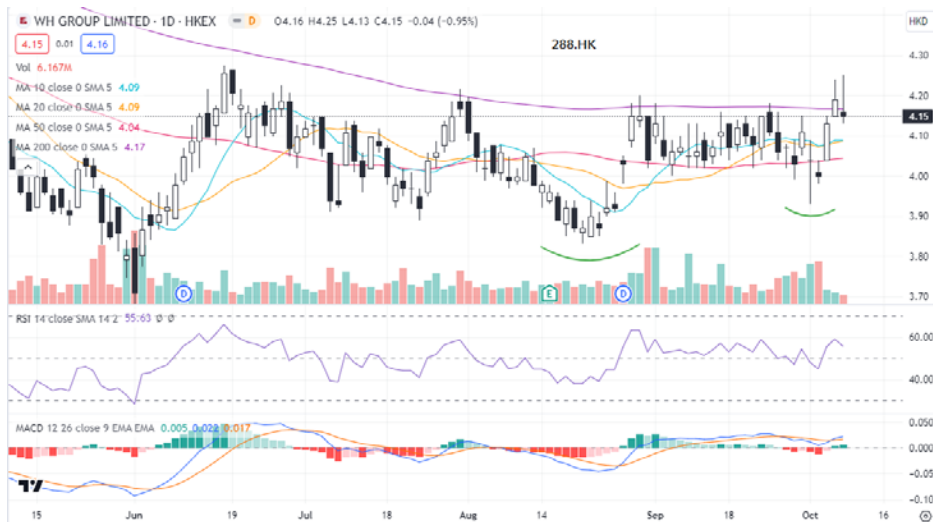 WH GROUP LIMITED · 1D · HKEX D O4.16 H4.25 L4.13 C4.15 -0.04 (-0.95%) HKD
4.15 0.01 4.16 288.HK
Vol 6.167M
MA 10 close 0 SMA 5 4.09
MA 20 close 0 SMA 5 4.09
MA 50 close 0 SMA 5 4.04
MA 200 close 0 SMA 5 4.17
4.30
4.20
4.15
4.10
4.00
3.90
3.80
3.70
D E D
RSI 14 close SMA 14 2 55.63 Ø Ø
60.00
40.00
MACD 12 26 close 9 EMA EMA 0.005 0.022 0.017
0.050
0.000
-0.050
-0.10
15 Jun 19 Jul 18 Aug 14 Sep 18 Oct 16